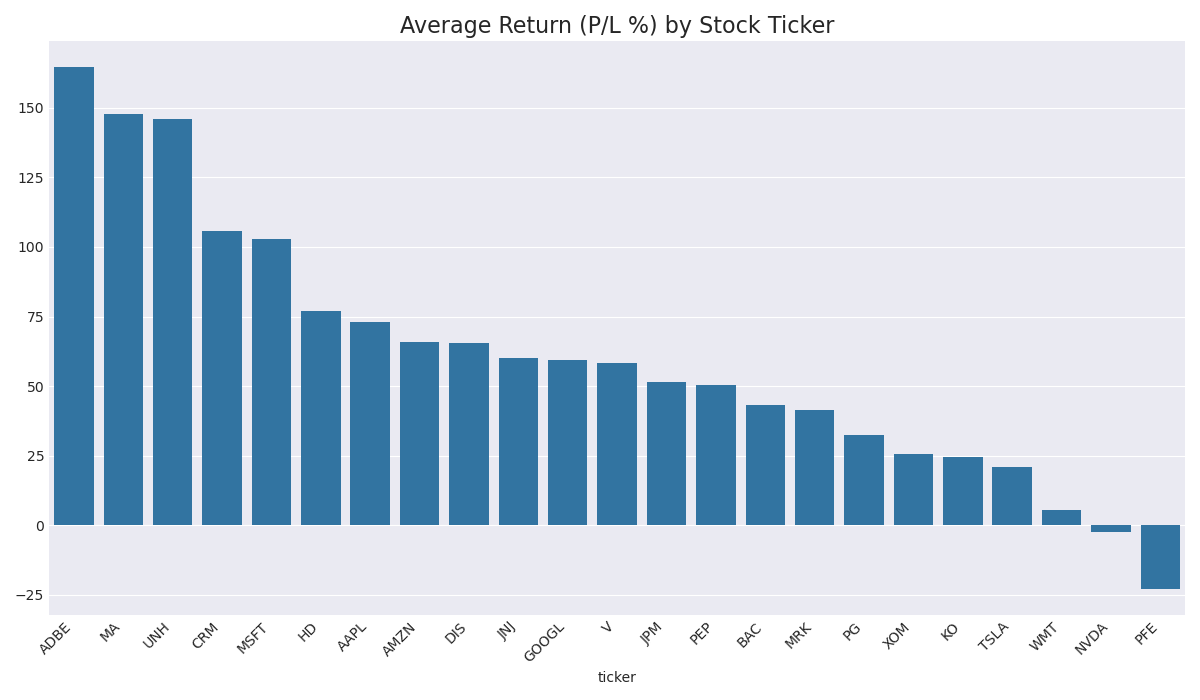 Average Return (P/L %) by Stock Ticker
150
125
100
75
50
25
0
−25
ADBE
MA
UNH
CRM
MSFT
HD
AAPL
AMZN
DIS
JNJ
GOOGL
V
JPM
PEP
BAC
MRK
PG
XOM
KO
TSLA
WMT
NVDA
PFE
ticker